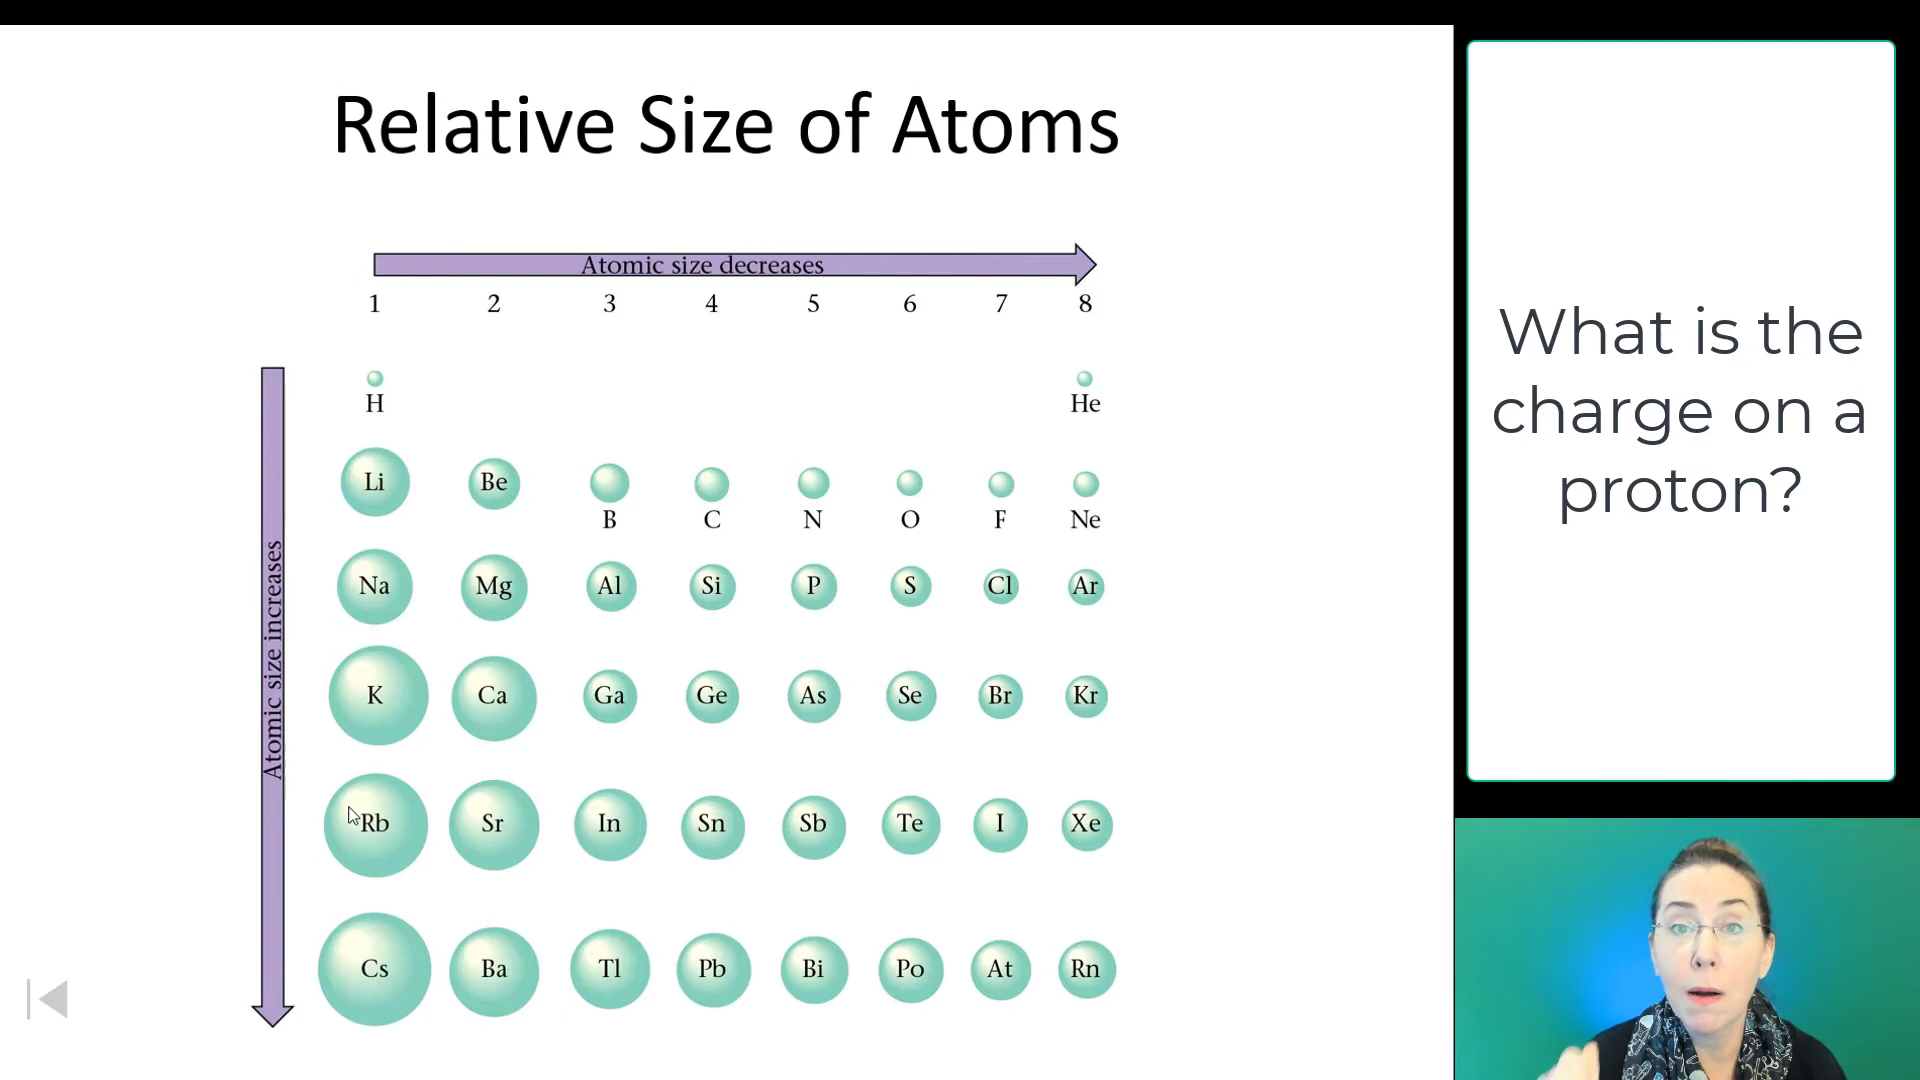 Relative Size of Atoms
Atomic size decreases
1 2 3 4 5 6 7 8
Atomic size increases
H He
Li Be B C N O F Ne
Na Mg Al Si P S Cl Ar
K Ca Ga Ge As Se Br Kr
Rb Sr In Sn Sb Te I Xe
Cs Ba Tl Pb Bi Po At Rn
What is the
charge on a
proton?